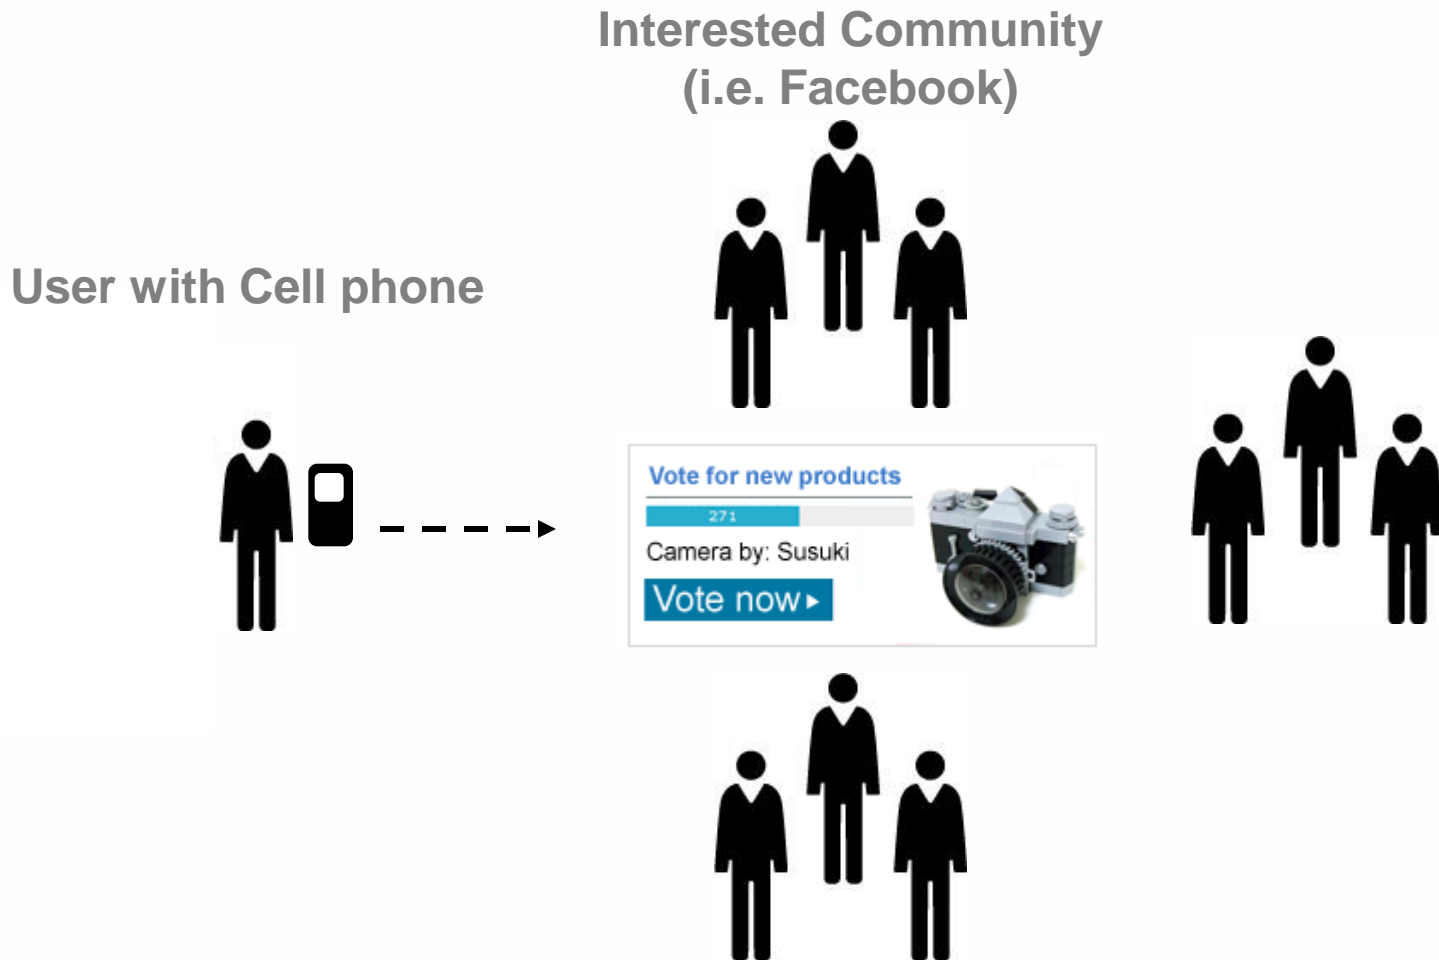 Interested Community
(i.e. Facebook)
User with Cell phone
Vote for new products
271
Camera by: Susuki
Vote now